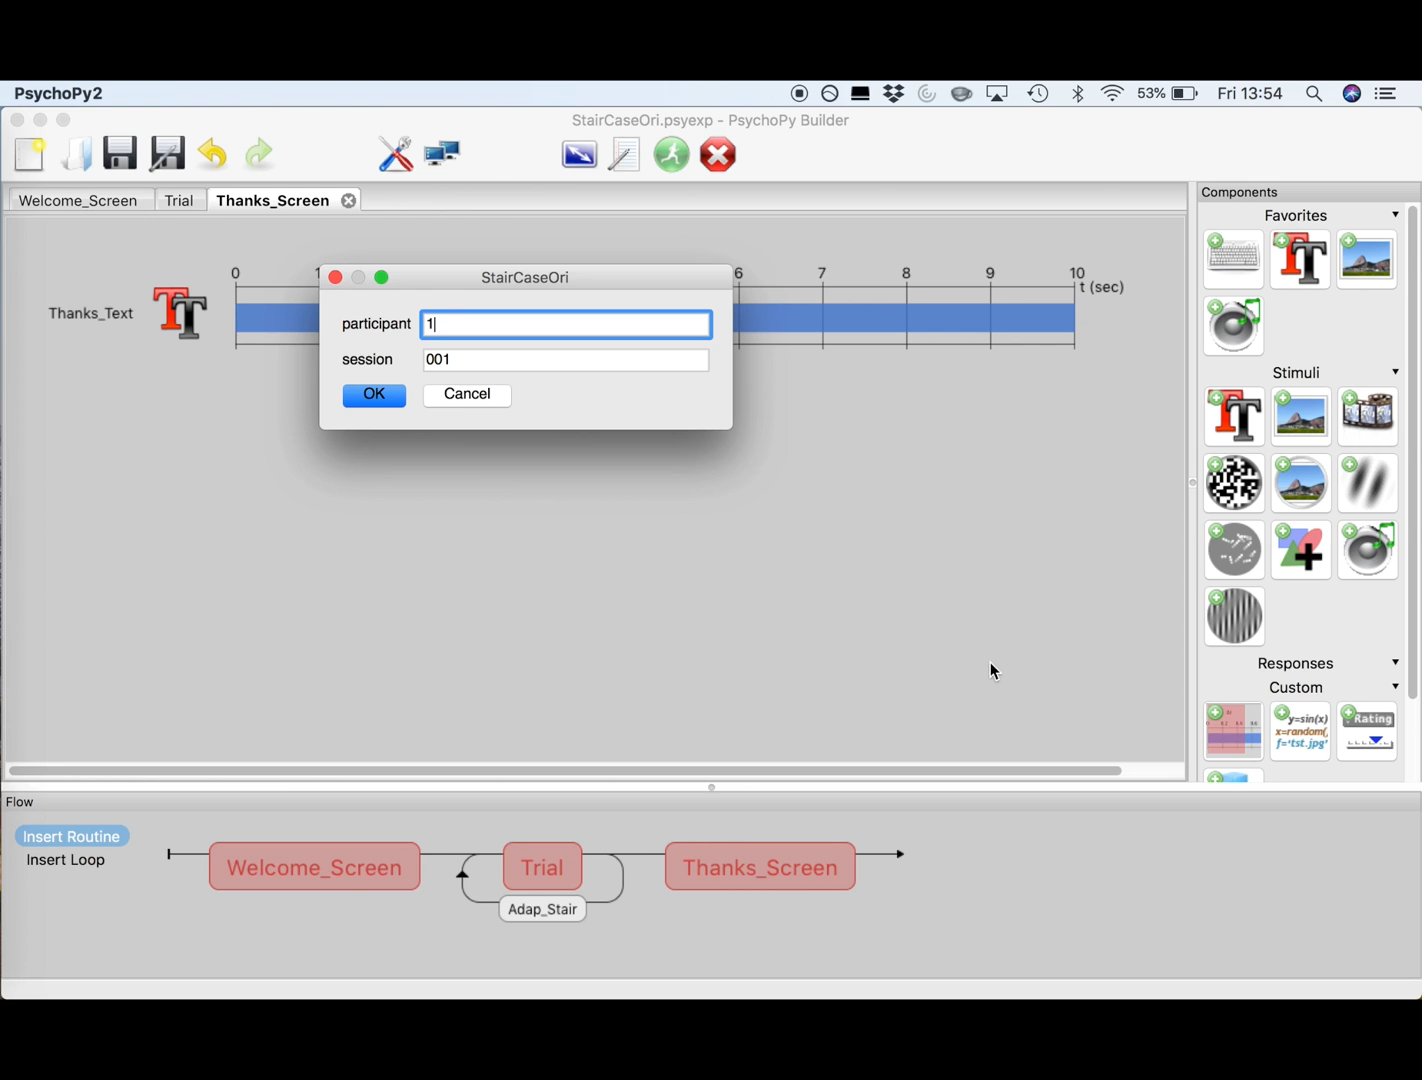 PsychoPy2
53%
Fri 13:54
StairCaseOri.psyexp - PsychoPy Builder
Welcome_Screen
Trial
Thanks_Screen
Components
Favorites
Thanks_Text
0
1
6
7
8
9
10
t (sec)
StairCaseOri
participant
1
session
001
OK
Cancel
Stimuli
Responses
Custom
y=sin(x)
x=random(,
f='tst.jpg'
Rating
Flow
Insert Routine
Insert Loop
Welcome_Screen
Trial
Thanks_Screen
Adap_Stair